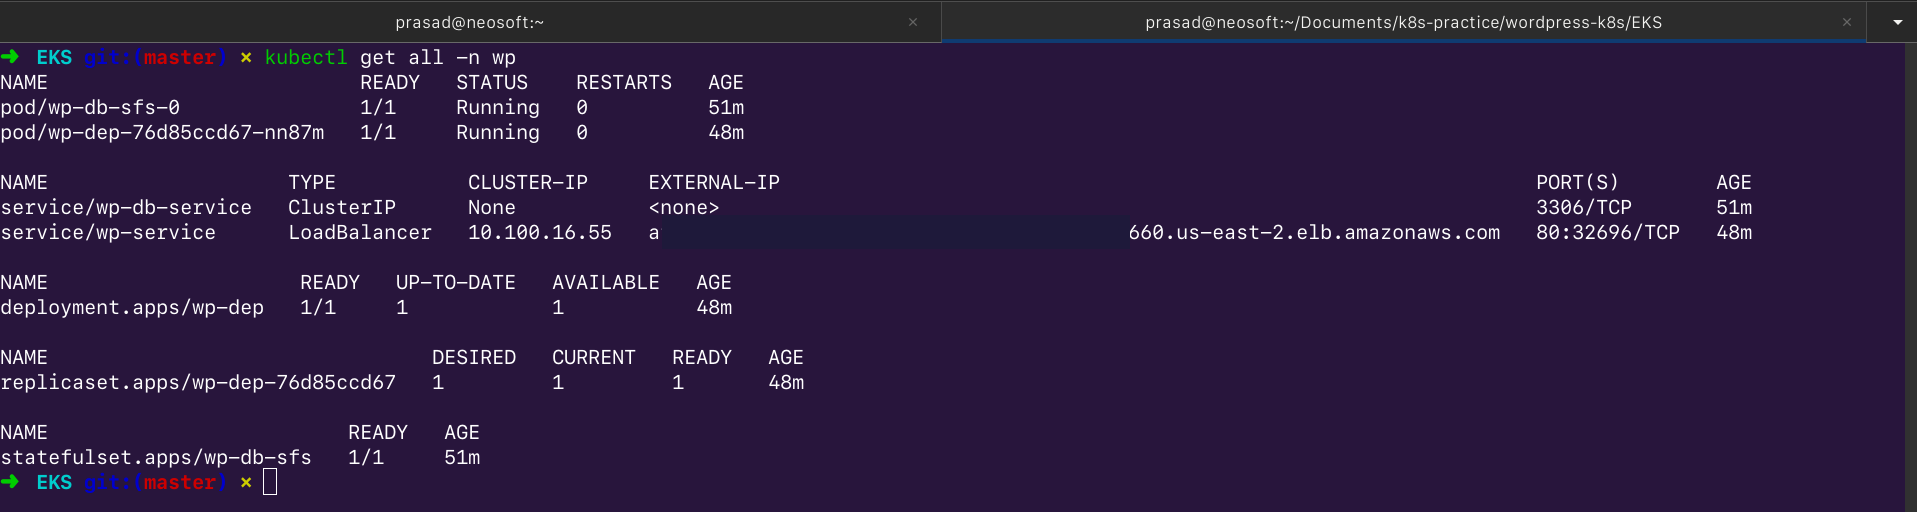 prasad@neosoft:~ × prasad@neosoft:~/Documents/k8s-practice/wordpress-k8s/EKS ×
➜ EKS git:(master) × kubectl get all -n wp
NAME READY STATUS RESTARTS AGE
pod/wp-db-sfs-0 1/1 Running 0 51m
pod/wp-dep-76d85ccd67-nn87m 1/1 Running 0 48m
NAME TYPE CLUSTER-IP EXTERNAL-IP PORT(S) AGE
service/wp-db-service ClusterIP None <none> 3306/TCP 51m
service/wp-service LoadBalancer 10.100.16.55 a 660.us-east-2.elb.amazonaws.com 80:32696/TCP 48m
NAME READY UP-TO-DATE AVAILABLE AGE
deployment.apps/wp-dep 1/1 1 1 48m
NAME DESIRED CURRENT READY AGE
replicaset.apps/wp-dep-76d85ccd67 1 1 1 48m
NAME READY AGE
statefulset.apps/wp-db-sfs 1/1 51m
➜ EKS git:(master) ×